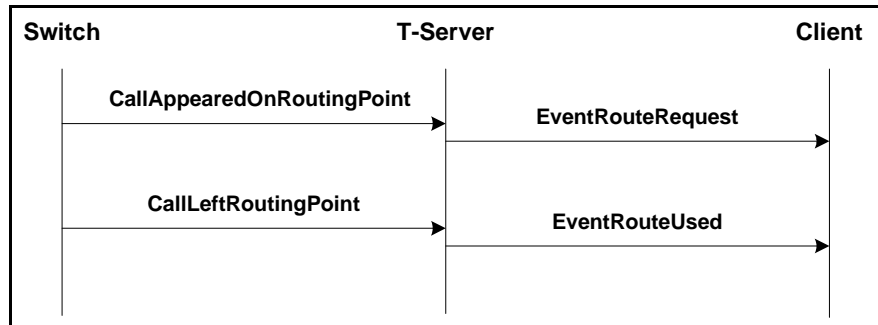 Switch
T-Server
Client
CallAppearedOnRoutingPoint
EventRouteRequest
CallLeftRoutingPoint
EventRouteUsed